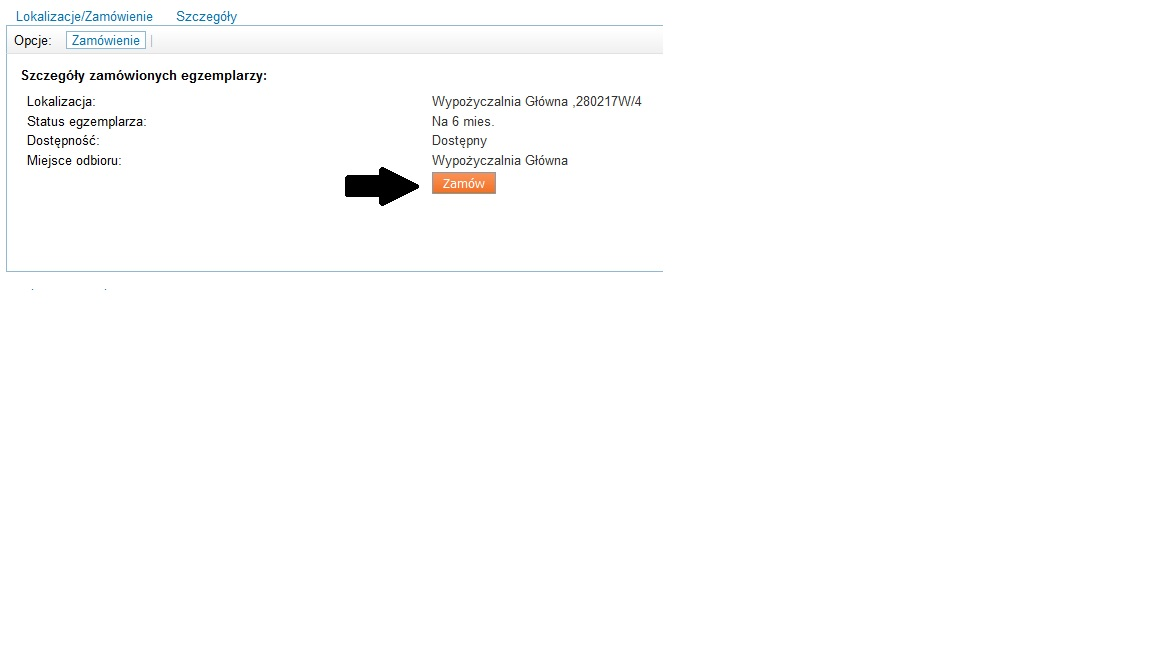 Lokalizacje/Zamówienie Szczegóły
Opcje: Zamówienie |
Szczegóły zamówionych egzemplarzy:
Lokalizacja: Wypożyczalnia Główna ,280217W/4
Status egzemplarza: Na 6 mies.
Dostępność: Dostępny
Miejsce odbioru: Wypożyczalnia Główna
Zamów